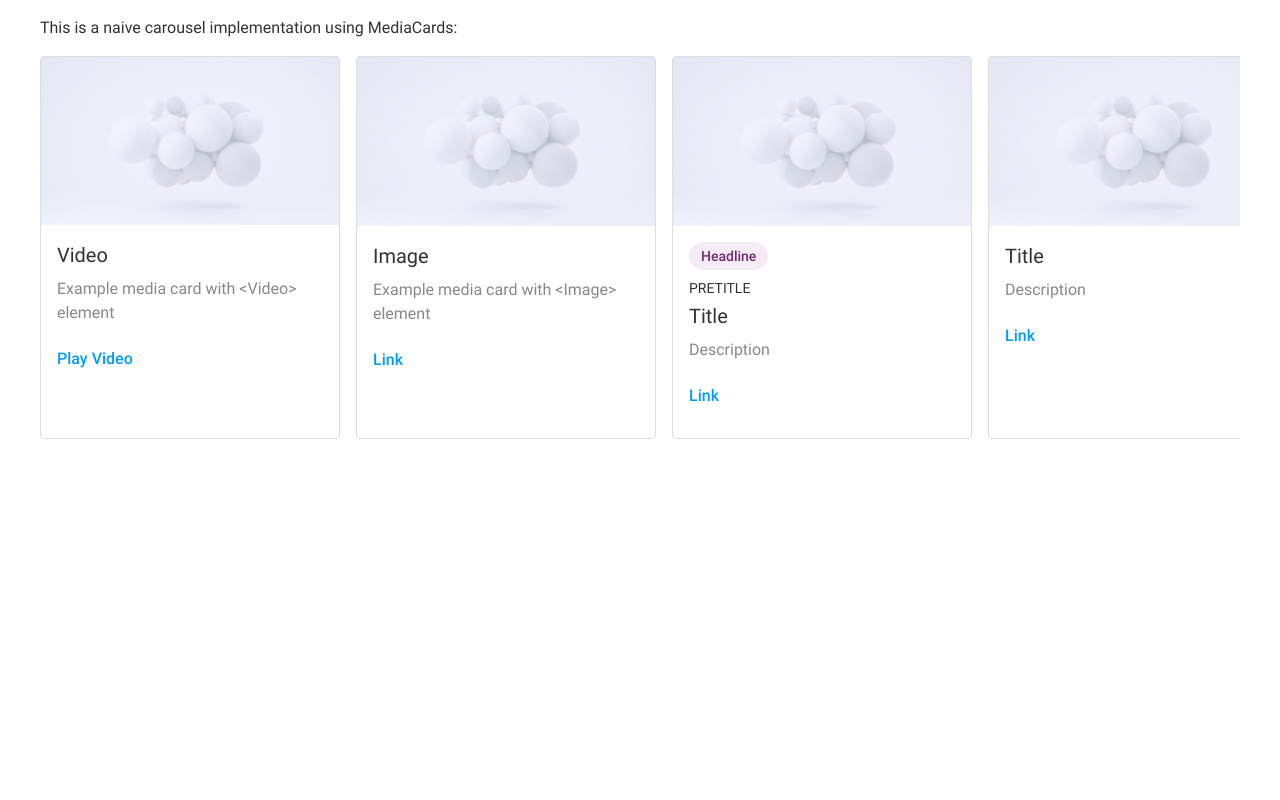 This is a naive carousel implementation using MediaCards:
Video
Example media card with <Video>
element
Play Video
Image
Example media card with <Image>
element
Link
Headline
PRETITLE
Title
Description
Link
Title
Description
Link